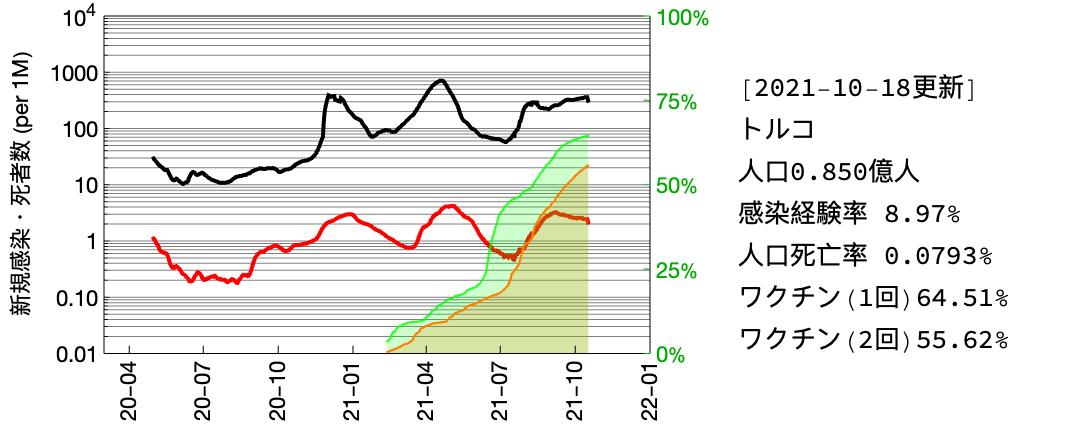 10⁴
1000
100
10
1
0.10
0.01
新規感染・死者数 (per 1M)
100%
75%
50%
25%
0%
20-04
20-07
20-10
21-01
21-04
21-07
21-10
22-01
[2021-10-18更新]
トルコ
人口0.850億人
感染経験率 8.97%
人口死亡率 0.0793%
ワクチン(1回)64.51%
ワクチン(2回)55.62%